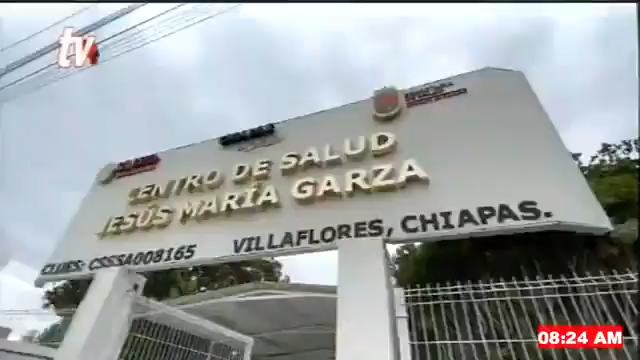 tv
CENTRO DE SALUD
JESÚS MARÍA GARZA
CLUES: CSSSA008165
VILLAFLORES, CHIAPAS.
08:24 AM